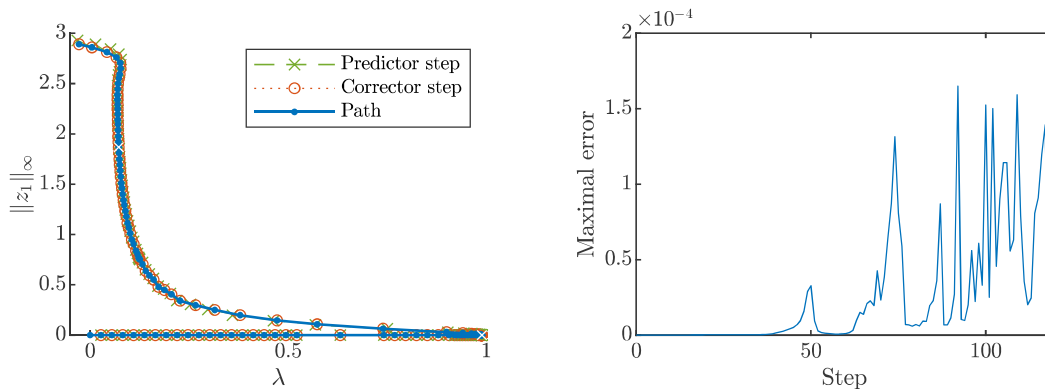 3
2.5
2
1.5
1
0.5
0
0
0.5
1
‖z₁‖∞
λ
Predictor step
Corrector step
Path
×10⁻⁴
2
1.5
1
0.5
0
0
50
100
Maximal error
Step